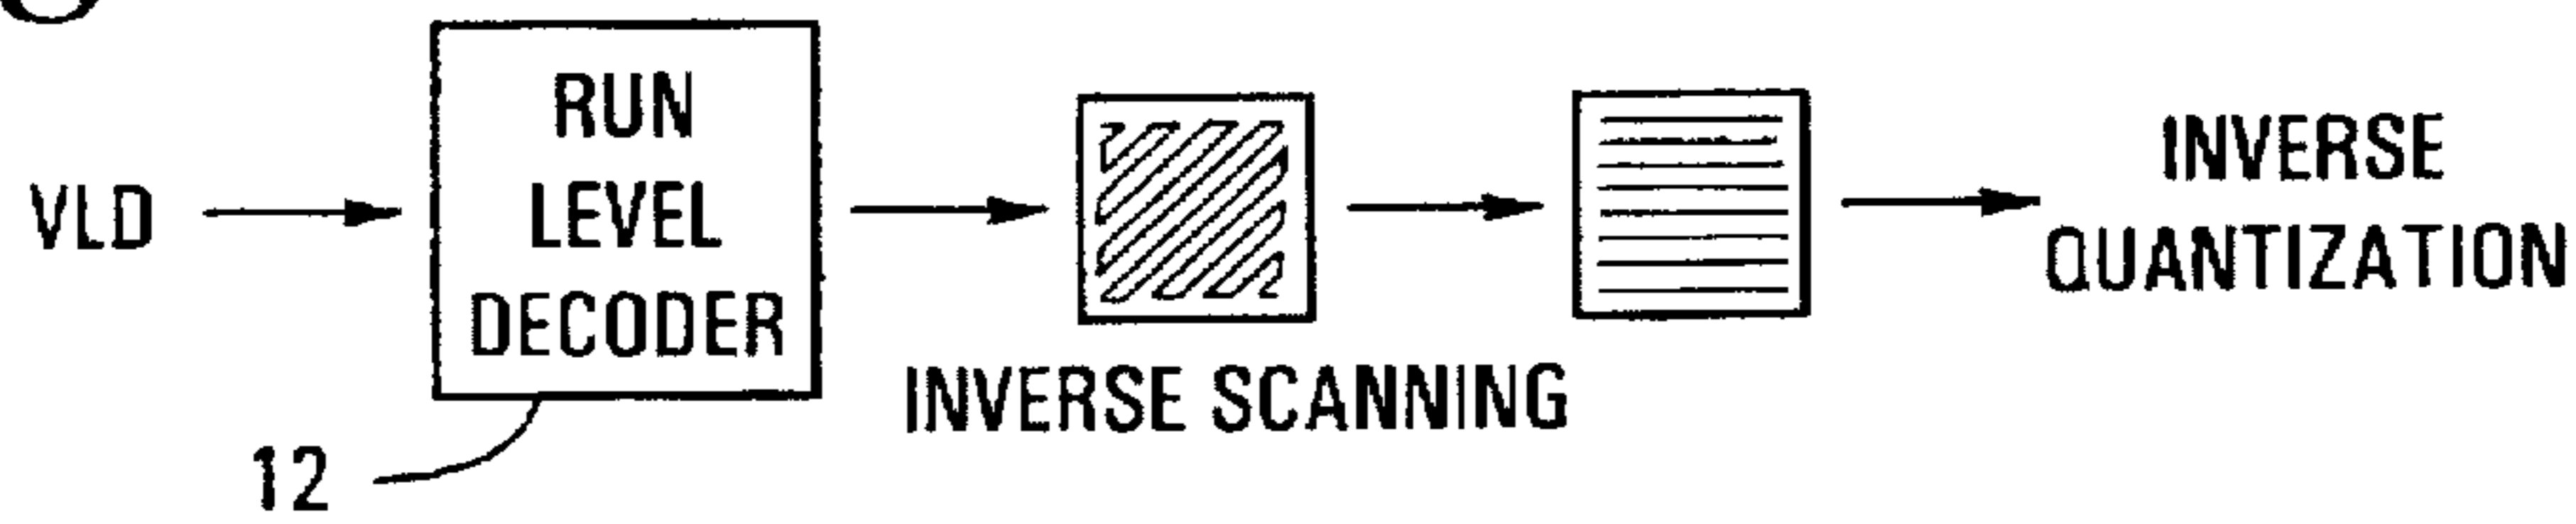 VLD
RUN
LEVEL
DECODER
INVERSE SCANNING
INVERSE
QUANTIZATION
12